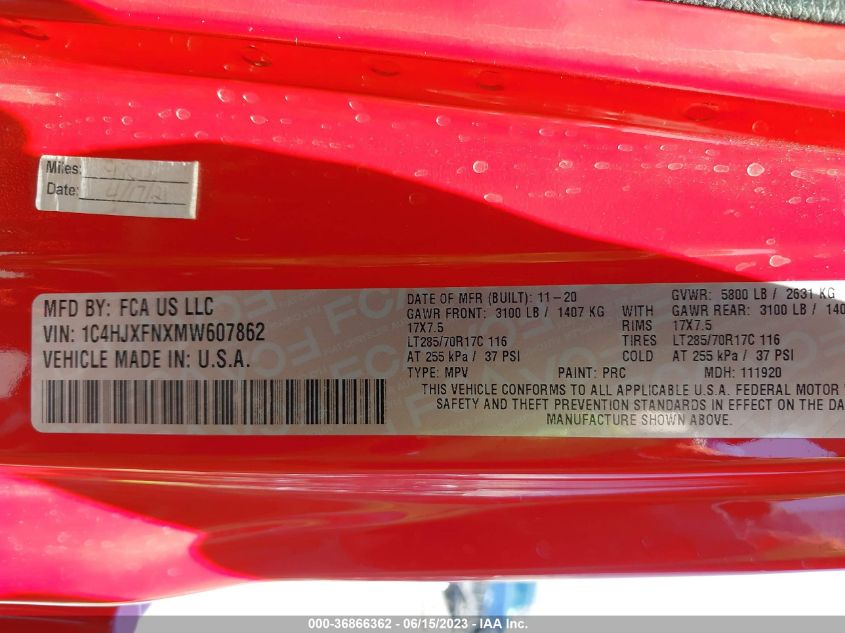 Miles:
Date: 4/17/21
MFD BY: FCA US LLC
VIN: 1C4HJXFNXMW607862
VEHICLE MADE IN: U.S.A.
DATE OF MFR (BUILT): 11-20 GVWR: 5800 LB / 2631 KG
GAWR FRONT: 3100 LB / 1407 KG WITH GAWR REAR: 3100 LB / 140
17X7.5 RIMS 17X7.5
LT285/70R17C 116 TIRES LT285/70R17C 116
AT 255 kPa / 37 PSI COLD AT 255 kPa / 37 PSI
TYPE: MPV PAINT: PRC MDH: 111920
THIS VEHICLE CONFORMS TO ALL APPLICABLE U.S.A. FEDERAL MOTOR
SAFETY AND THEFT PREVENTION STANDARDS IN EFFECT ON THE DA
MANUFACTURE SHOWN ABOVE.
000-36866362 - 06/15/2023 - IAA Inc.